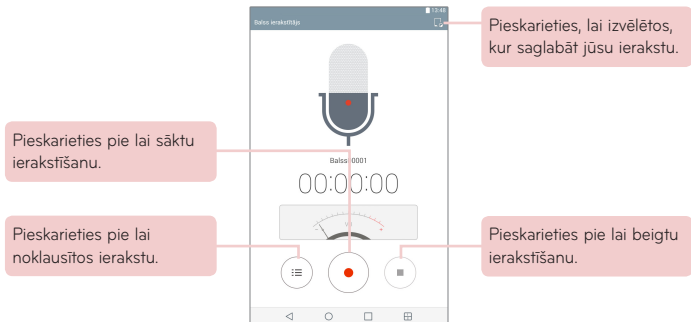 13:48
Balss ierakstītājs
Pieskarieties, lai izvēlētos,
kur saglabāt jūsu ierakstu.
Pieskarieties pie lai sāktu
ierakstīšanu.
Balss 0001
00:00:00
- VU +
Pieskarieties pie lai
noklausītos ierakstu.
Pieskarieties pie lai beigtu
ierakstīšanu.